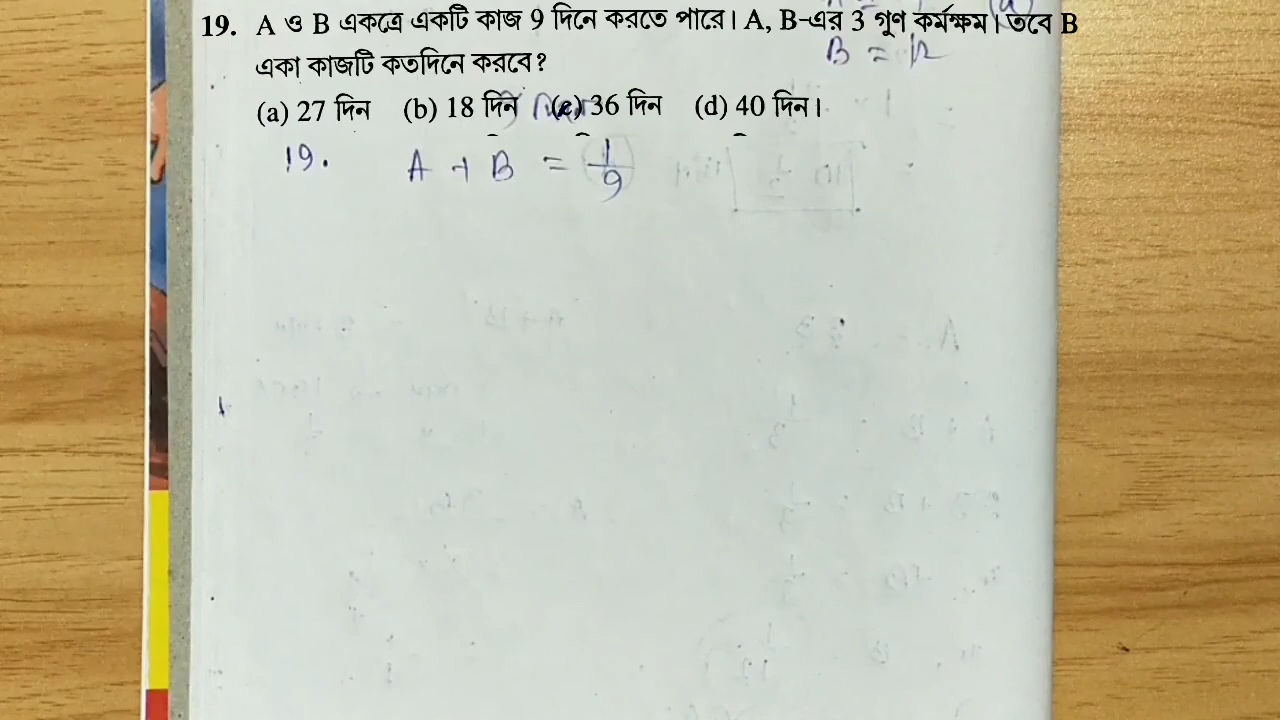 19. A ও B একত্রে একটি কাজ 9 দিনে করতে পারে। A, B-এর 3 গুণ কর্মক্ষম। তবে B
একা কাজটি কতদিনে করবে?
(a) 27 দিন (b) 18 দিন (c) 36 দিন (d) 40 দিন।
19. A + B = 1/9